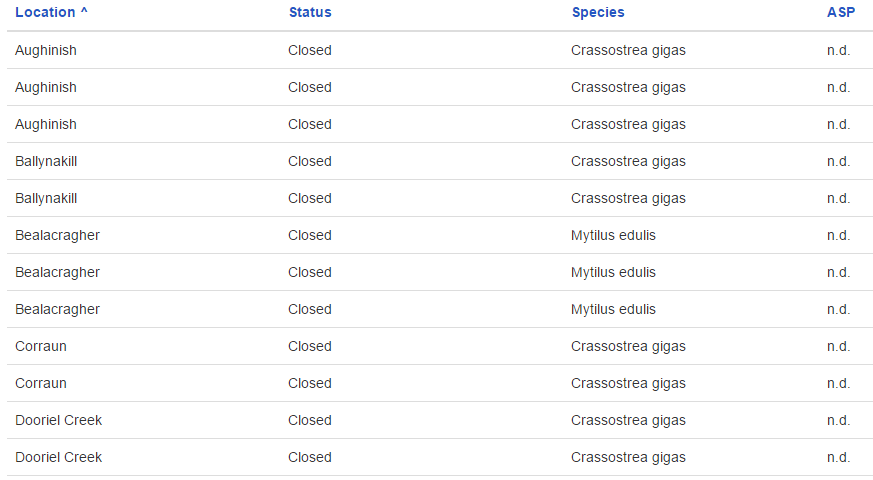 Location ^ Status Species ASP
Aughinish Closed Crassostrea gigas n.d.
Aughinish Closed Crassostrea gigas n.d.
Aughinish Closed Crassostrea gigas n.d.
Ballynakill Closed Crassostrea gigas n.d.
Ballynakill Closed Crassostrea gigas n.d.
Bealacragher Closed Mytilus edulis n.d.
Bealacragher Closed Mytilus edulis n.d.
Bealacragher Closed Mytilus edulis n.d.
Corraun Closed Crassostrea gigas n.d.
Corraun Closed Crassostrea gigas n.d.
Dooriel Creek Closed Crassostrea gigas n.d.
Dooriel Creek Closed Crassostrea gigas n.d.